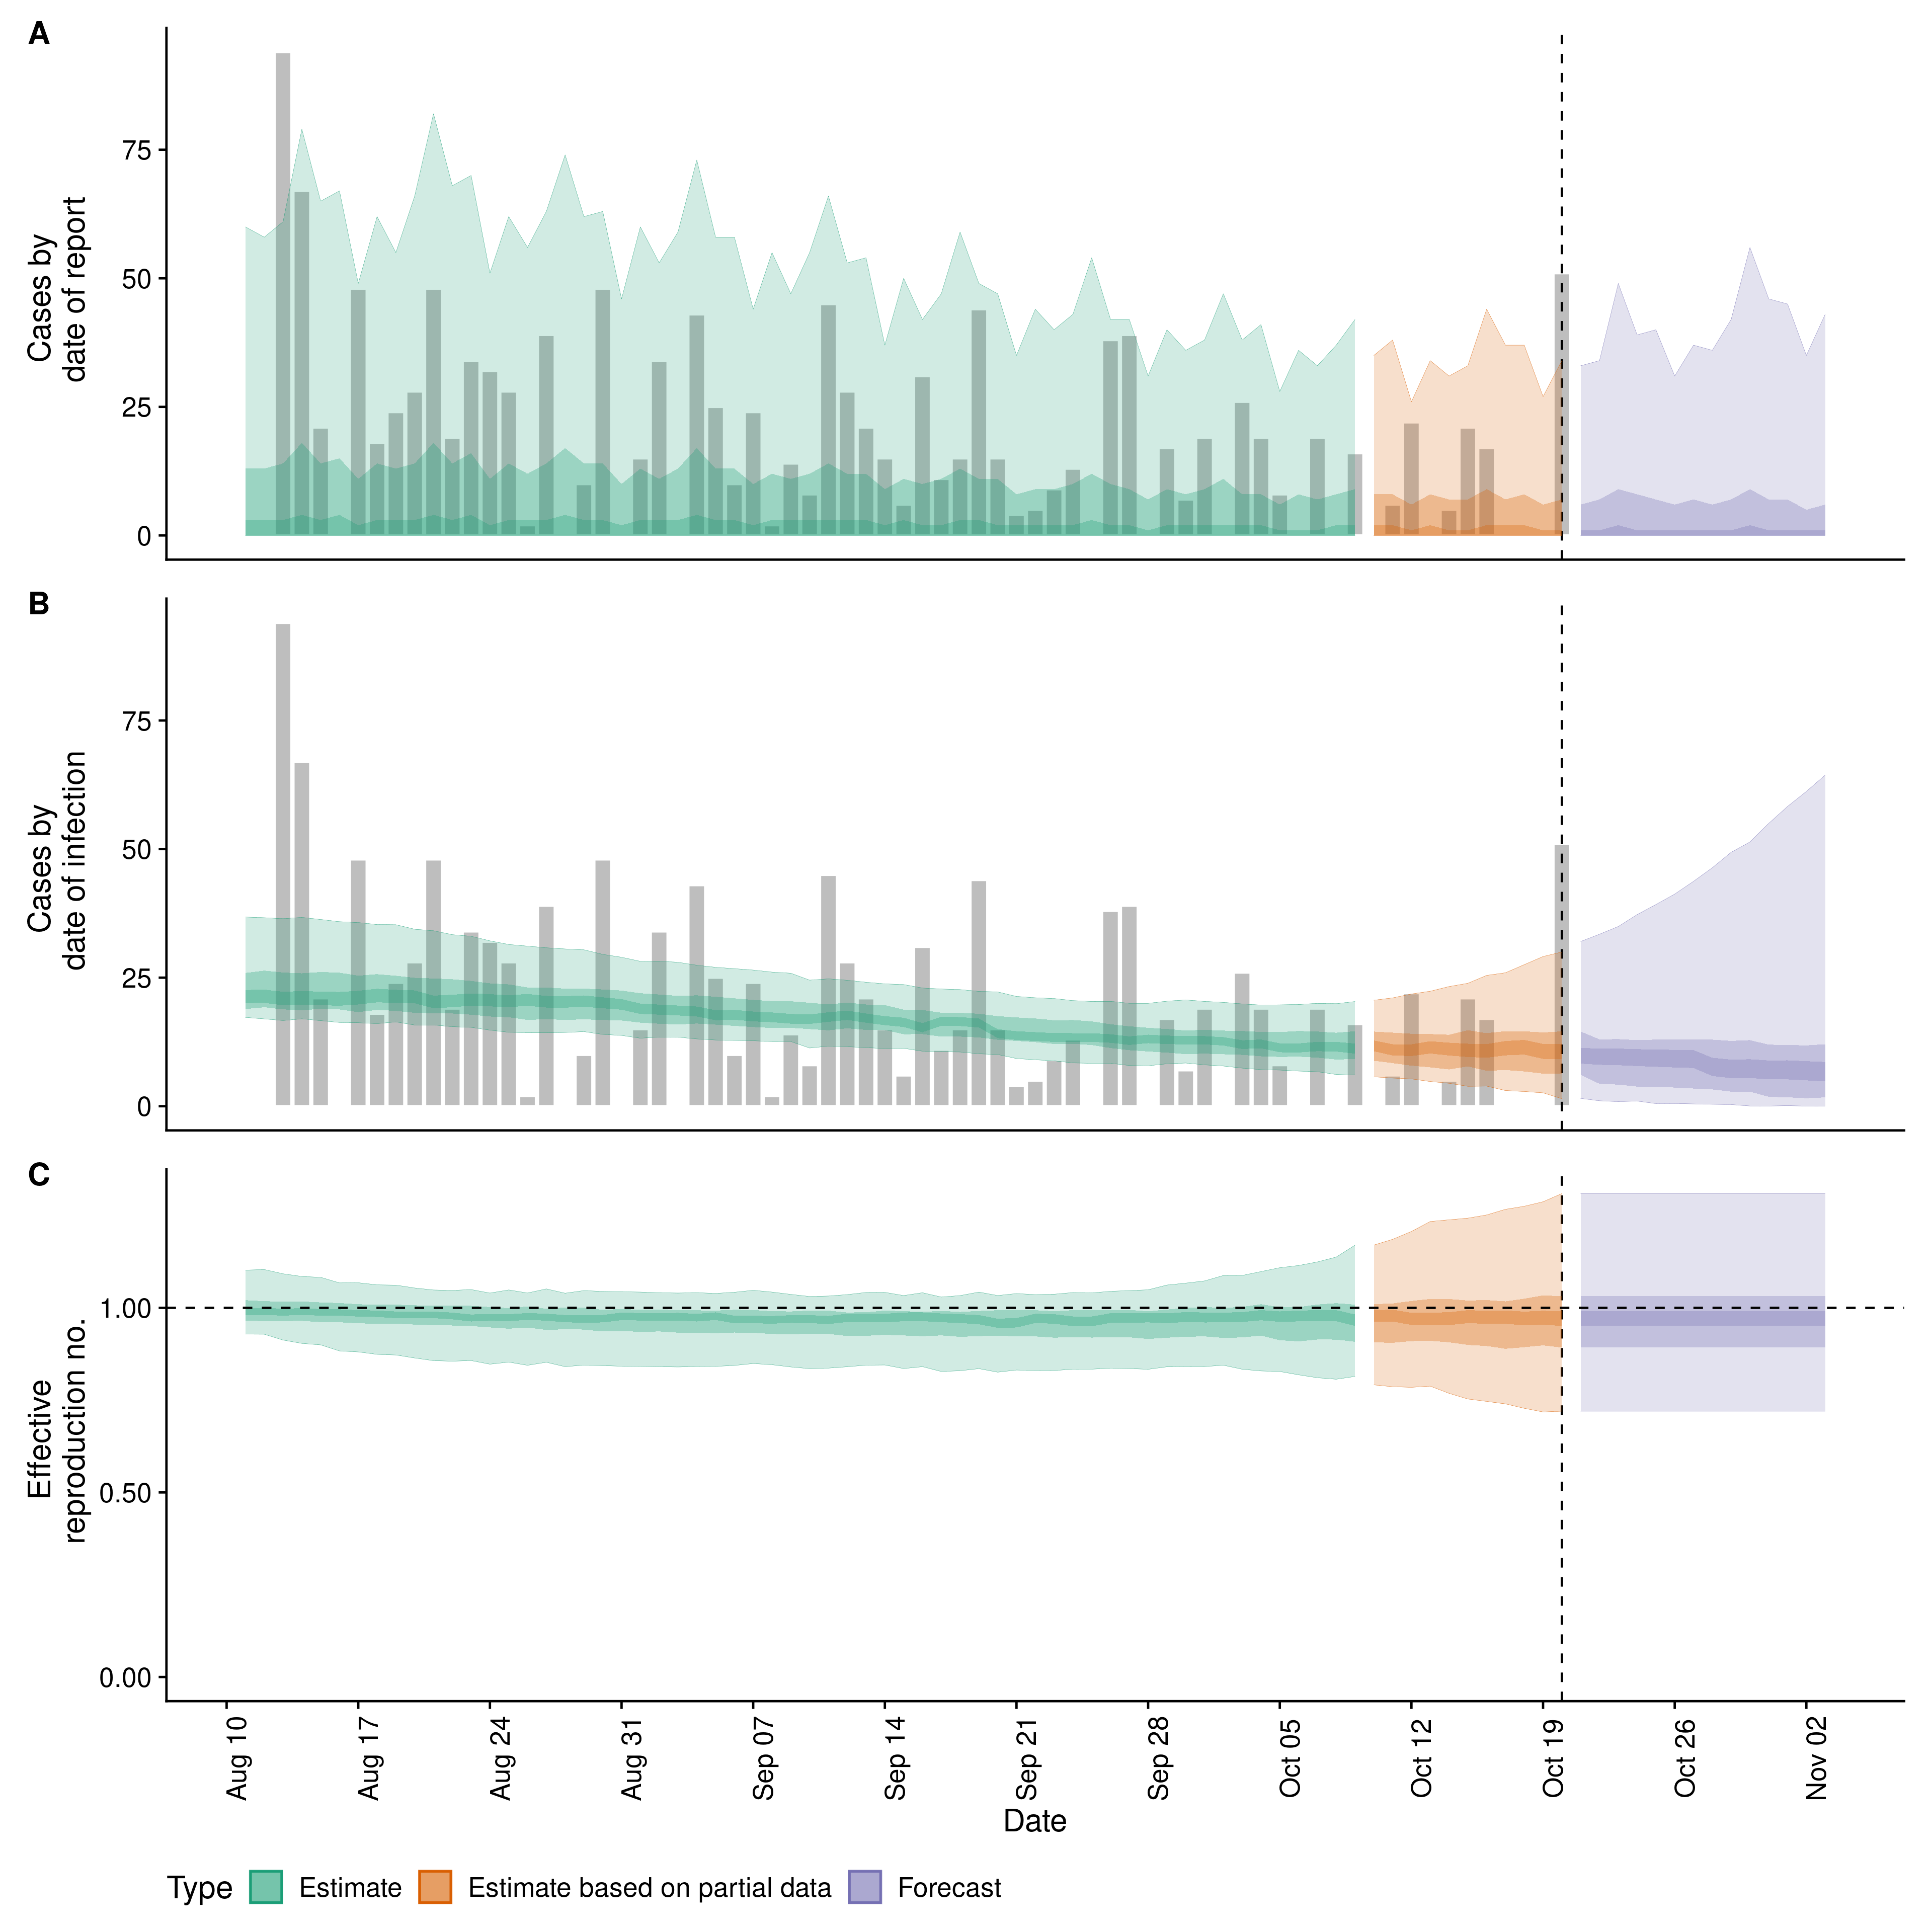 A
Cases by
date of report
75
50
25
0
B
Cases by
date of infection
75
50
25
0
C
Effective
reproduction no.
1.00
0.50
0.00
Aug 10
Aug 17
Aug 24
Aug 31
Sep 07
Sep 14
Sep 21
Sep 28
Oct 05
Oct 12
Oct 19
Oct 26
Nov 02
Date
Type Estimate Estimate based on partial data Forecast